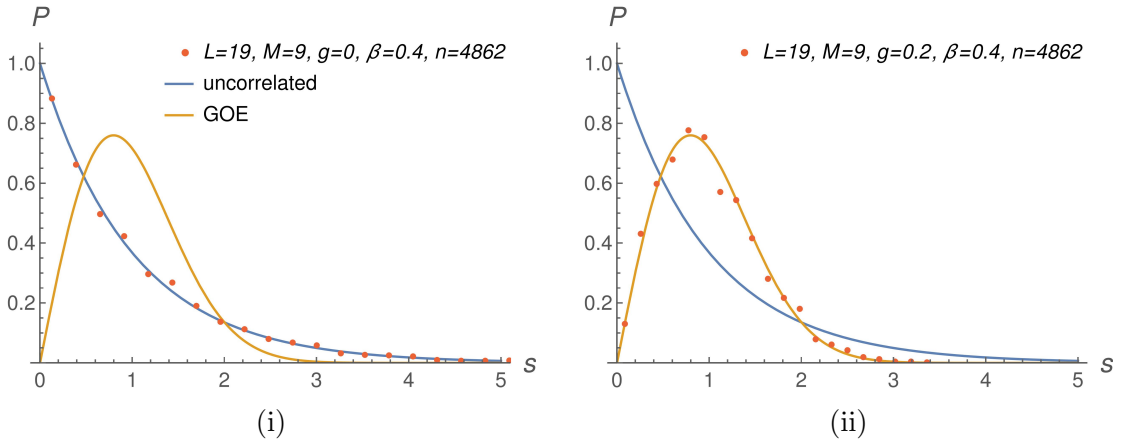 P
L=19, M=9, g=0, β=0.4, n=4862
uncorrelated
GOE
1.0
0.8
0.6
0.4
0.2
0 1 2 3 4 5 s
(i)
P
L=19, M=9, g=0.2, β=0.4, n=4862
1.0
0.8
0.6
0.4
0.2
0 1 2 3 4 5 s
(ii)